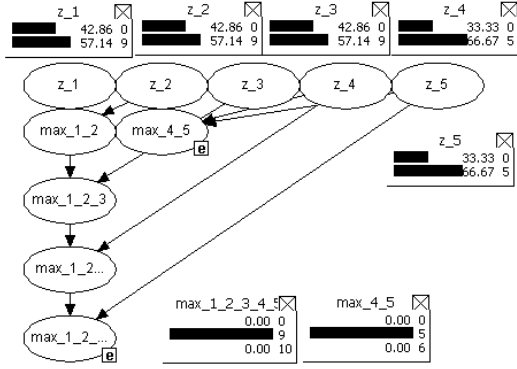 z_1
42.86 0
57.14 9
z_2
42.86 0
57.14 9
z_3
42.86 0
57.14 9
z_4
33.33 0
66.67 5
z_1
z_2
z_3
z_4
z_5
max_1_2
max_4_5
e
z_5
33.33 0
66.67 5
max_1_2_3
max_1_2...
max_1_2_...
e
max_1_2_3_4_5
0.00 0
9
0.00 10
max_4_5
0.00 0
5
0.00 6